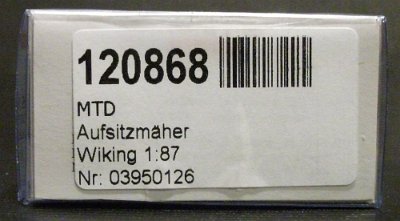 120868
MTD
Aufsitzmäher
Wiking 1:87
Nr: 03950126